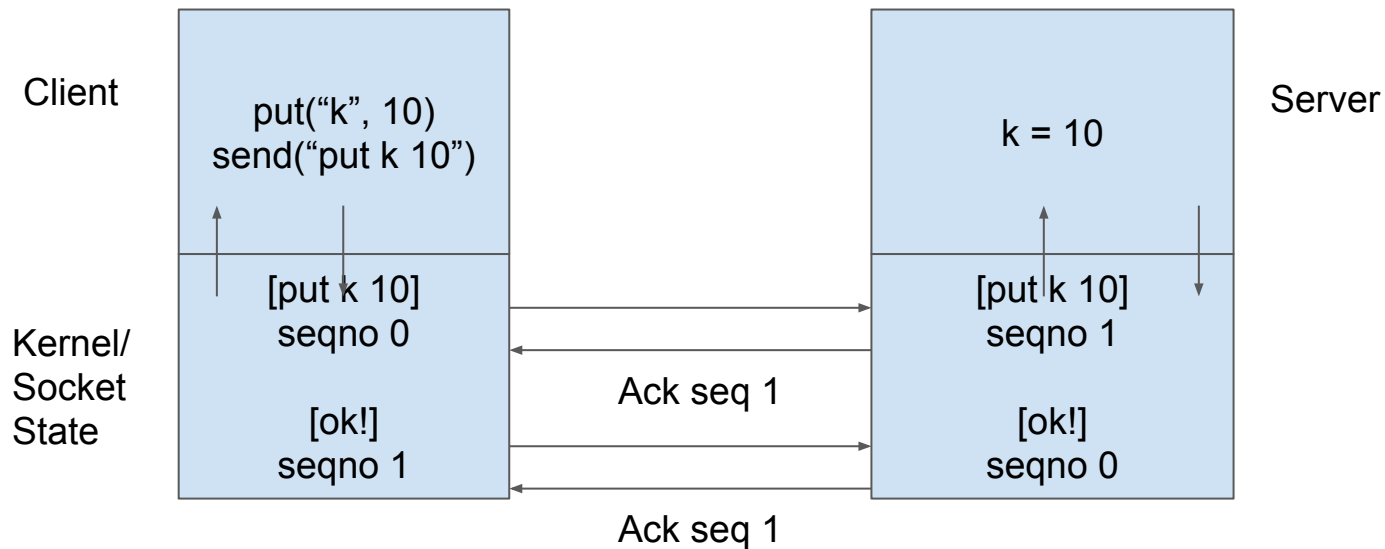 Client
put(“k”, 10)
send(“put k 10”)
k = 10
Server
Kernel/
Socket
State
[put k 10]
seqno 0
[ok!]
seqno 1
Ack seq 1
Ack seq 1
[put k 10]
seqno 1
[ok!]
seqno 0